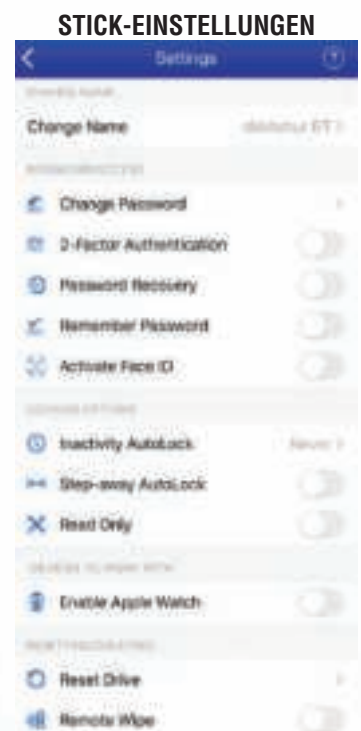 STICK-EINSTELLUNGEN
Settings
Change Name
Change Password
2-Factor Authentication
Password Recovery
Remember Password
Activate Face ID
Inactivity AutoLock Never
Step-away AutoLock
Read Only
Enable Apple Watch
Reset Drive
Remote Wipe